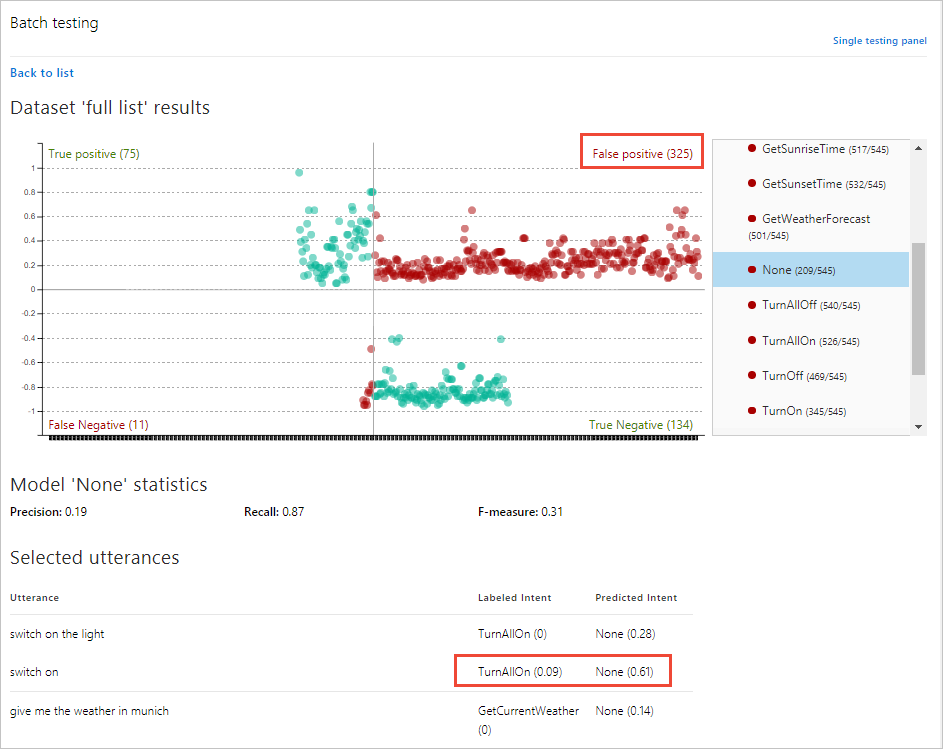 Batch testing
Single testing panel
Back to list
Dataset 'full list' results
True positive (75)
False positive (325)
1
0.8
0.6
0.4
0.2
0
-0.2
-0.4
-0.6
-0.8
-1
False Negative (11)
True Negative (134)
GetSunriseTime (517/545)
GetSunsetTime (532/545)
GetWeatherForecast
(501/545)
None (209/545)
TurnAllOff (540/545)
TurnAllOn (526/545)
TurnOff (469/545)
TurnOn (345/545)
Model 'None' statistics
Precision: 0.19 Recall: 0.87 F-measure: 0.31
Selected utterances
Utterance Labeled Intent Predicted Intent
switch on the light TurnAllOn (0) None (0.28)
switch on TurnAllOn (0.09) None (0.61)
give me the weather in munich GetCurrentWeather None (0.14)
(0)